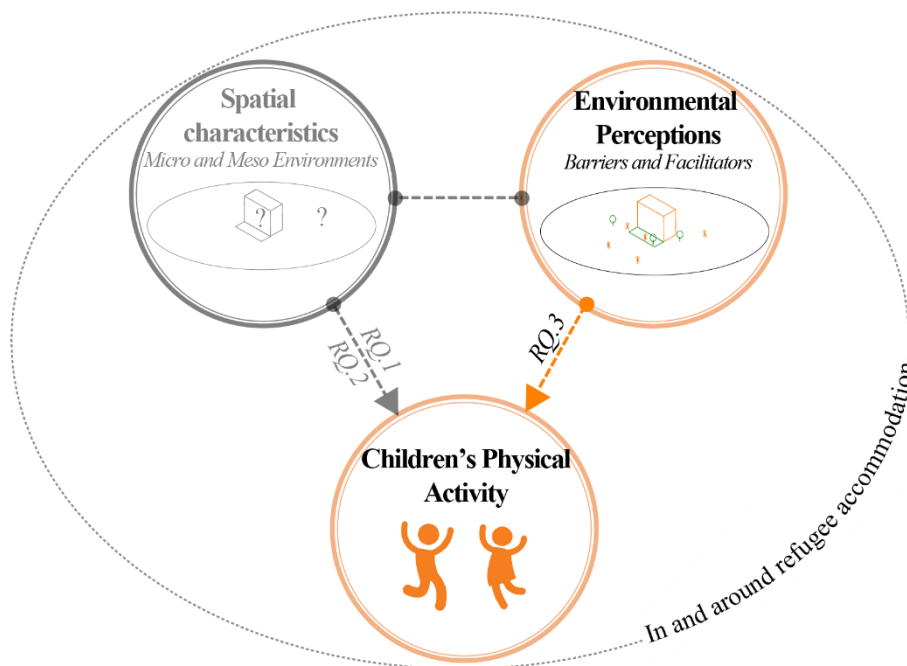 Spatial
characteristics
Micro and Meso Environments
? ?
Environmental
Perceptions
Barriers and Facilitators
RQ.1
RQ.2
RQ.3
Children’s Physical
Activity
In and around refugee accommodation